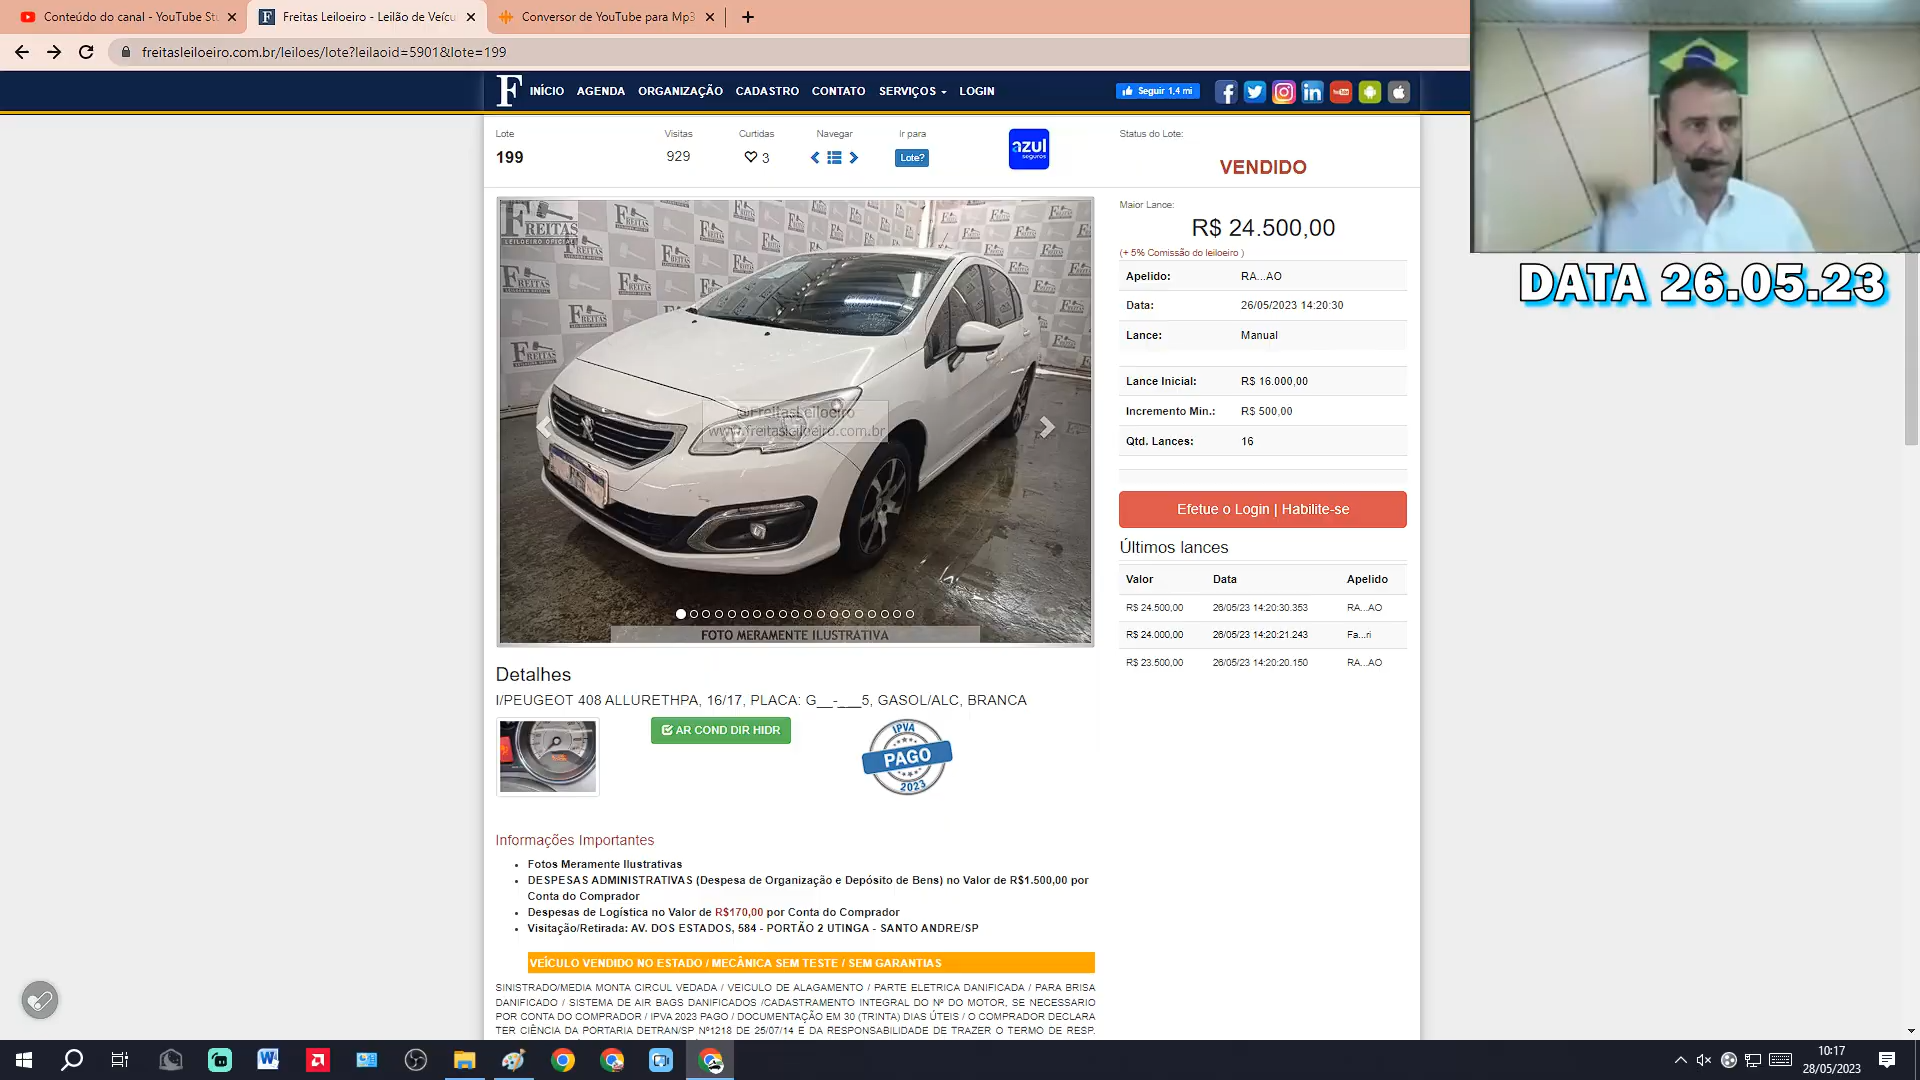 Conteúdo do canal - YouTube St
Freitas Leiloeiro - Leilão de Veícu
Conversor de YouTube para Mp3
freitasleiloeiro.com.br/leiloes/lote?leilaoid=5901&lote=199
F INÍCIO AGENDA ORGANIZAÇÃO CADASTRO CONTATO SERVIÇOS LOGIN
Seguir 1,4 mi
Lote
199
Visitas
929
Curtidas
3
Navegar
Ir para
Lote?
azul
seguros
Status do Lote:
VENDIDO
FREITAS
LEILOEIRO OFICIAL
@FreitasLeiloeiro
www.freitasleiloeiro.com.br
FOTO MERAMENTE ILUSTRATIVA
Maior Lance:
R$ 24.500,00
(+ 5% Comissão do leiloeiro )
Apelido: RA...AO
Data: 26/05/2023 14:20:30
Lance: Manual
Lance Inicial: R$ 16.000,00
Incremento Min.: R$ 500,00
Qtd. Lances: 16
Efetue o Login | Habilite-se
Últimos lances
Valor Data Apelido
R$ 24.500,00 26/05/23 14:20:30.353 RA...AO
R$ 24.000,00 26/05/23 14:20:21.243 Fa...ri
R$ 23.500,00 26/05/23 14:20:20.150 RA...AO
DATA 26.05.23
Detalhes
I/PEUGEOT 408 ALLURETHPA, 16/17, PLACA: G__-___5, GASOL/ALC, BRANCA
AR COND DIR HIDR
IPVA
PAGO
2023
Informações Importantes
Fotos Meramente Ilustrativas
DESPESAS ADMINISTRATIVAS (Despesa de Organização e Depósito de Bens) no Valor de R$1.500,00 por
Conta do Comprador
Despesas de Logística no Valor de R$170,00 por Conta do Comprador
Visitação/Retirada: AV. DOS ESTADOS, 584 - PORTÃO 2 UTINGA - SANTO ANDRE/SP
VEÍCULO VENDIDO NO ESTADO / MECÂNICA SEM TESTE / SEM GARANTIAS
SINISTRADO/MEDIA MONTA CIRCUL VEDADA / VEICULO DE ALAGAMENTO / PARTE ELETRICA DANIFICADA / PARA BRISA
DANIFICADO / SISTEMA DE AIR BAGS DANIFICADOS /CADASTRAMENTO INTEGRAL DO Nº DO MOTOR, SE NECESSARIO
POR CONTA DO COMPRADOR / IPVA 2023 PAGO / DOCUMENTAÇÃO EM 30 (TRINTA) DIAS ÚTEIS / O COMPRADOR DECLARA
TER CIÊNCIA DA PORTARIA DETRAN/SP Nº1218 DE 25/07/14 E DA RESPONSABILIDADE DE TRAZER O TERMO DE RESP.
10:17
28/05/2023